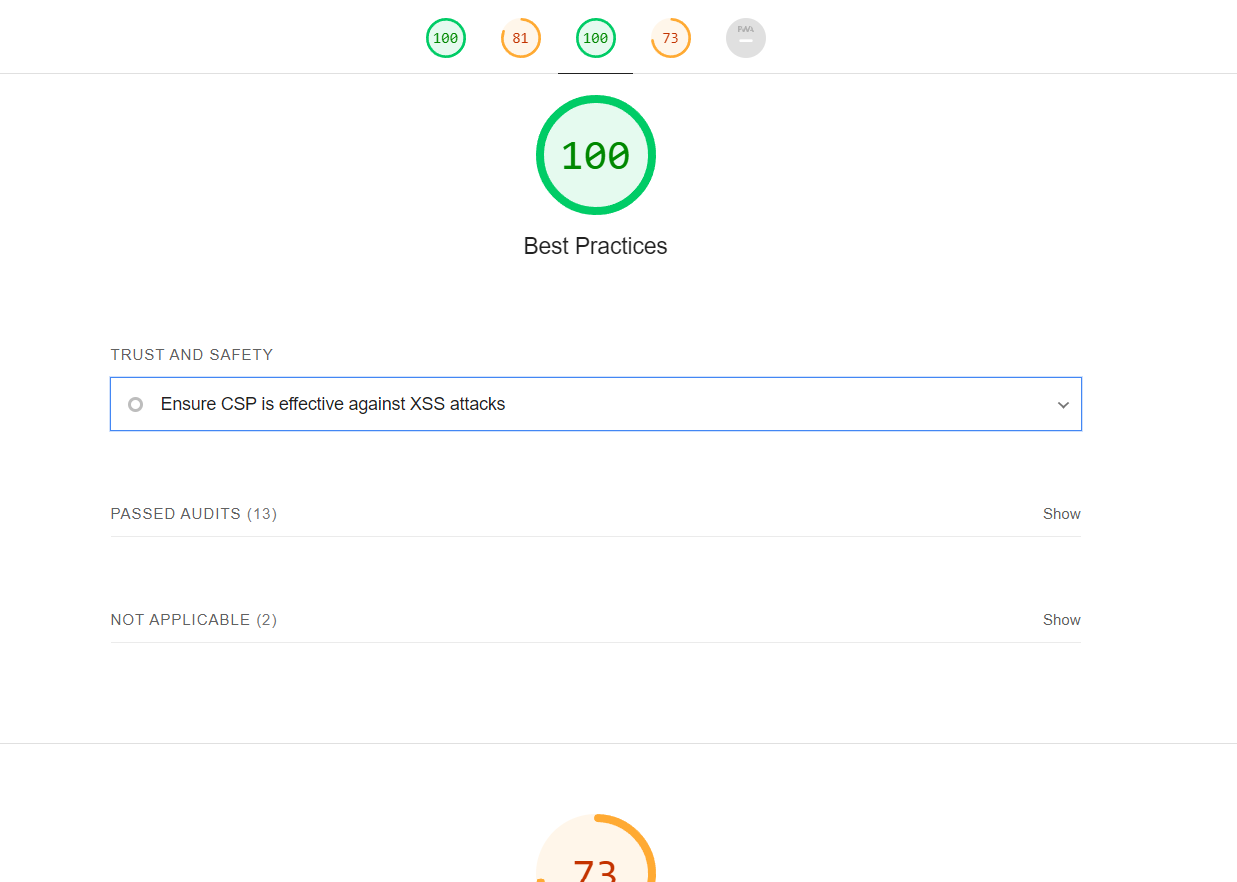 100 81 100 73 PWA
100
Best Practices
TRUST AND SAFETY
Ensure CSP is effective against XSS attacks
PASSED AUDITS (13) Show
NOT APPLICABLE (2) Show
73